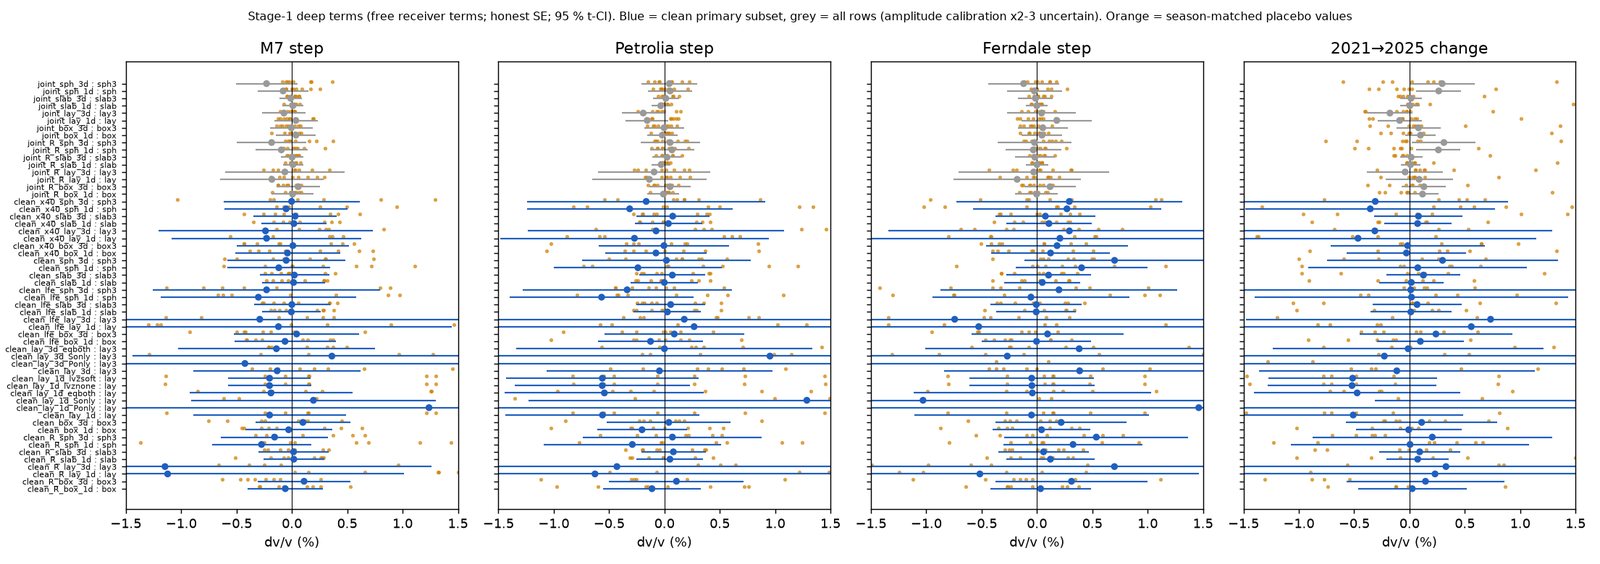 Stage-1 deep terms (free receiver terms; honest SE; 95 % t-CI). Blue = clean primary subset, grey = all rows (amplitude calibration x2-3 uncertain). Orange = season-matched placebo values
M7 step
Petrolia step
Ferndale step
2021→2025 change
joint_sph_3d : sph3
joint_sph_1d : sph
joint_slab_3d : slab3
joint_slab_1d : slab
joint_lay_3d : lay3
joint_lay_1d : lay
joint_box_3d : box3
joint_box_1d : box
joint_R_sph_3d : sph3
joint_R_sph_1d : sph
joint_R_slab_3d : slab3
joint_R_slab_1d : slab
joint_R_lay_3d : lay3
joint_R_lay_1d : lay
joint_R_box_3d : box3
joint_R_box_1d : box
clean_x40_sph_3d : sph3
clean_x40_sph_1d : sph
clean_x40_slab_3d : slab3
clean_x40_slab_1d : slab
clean_x40_lay_3d : lay3
clean_x40_lay_1d : lay
clean_x40_box_3d : box3
clean_x40_box_1d : box
clean_sph_3d : sph3
clean_sph_1d : sph
clean_slab_3d : slab3
clean_slab_1d : slab
clean_lfe_sph_3d : sph3
clean_lfe_sph_1d : sph
clean_lfe_slab_3d : slab3
clean_lfe_slab_1d : slab
clean_lfe_lay_3d : lay3
clean_lfe_lay_1d : lay
clean_lfe_box_3d : box3
clean_lfe_box_1d : box
clean_lay_3d_eqboth : lay3
clean_lay_3d_Sonly : lay3
clean_lay_3d_Ponly : lay3
clean_lay_3d : lay3
clean_lay_1d_lvzsoft : lay
clean_lay_1d_lvznone : lay
clean_lay_1d_eqboth : lay
clean_lay_1d_Sonly : lay
clean_lay_1d_Ponly : lay
clean_lay_1d : lay
clean_box_3d : box3
clean_box_1d : box
clean_R_sph_3d : sph3
clean_R_sph_1d : sph
clean_R_slab_3d : slab3
clean_R_slab_1d : slab
clean_R_lay_3d : lay3
clean_R_lay_1d : lay
clean_R_box_3d : box3
clean_R_box_1d : box
−1.5 −1.0 −0.5 0.0 0.5 1.0 1.5
−1.5 −1.0 −0.5 0.0 0.5 1.0 1.5
−1.5 −1.0 −0.5 0.0 0.5 1.0 1.5
−1.5 −1.0 −0.5 0.0 0.5 1.0 1.5
dv/v (%)
dv/v (%)
dv/v (%)
dv/v (%)